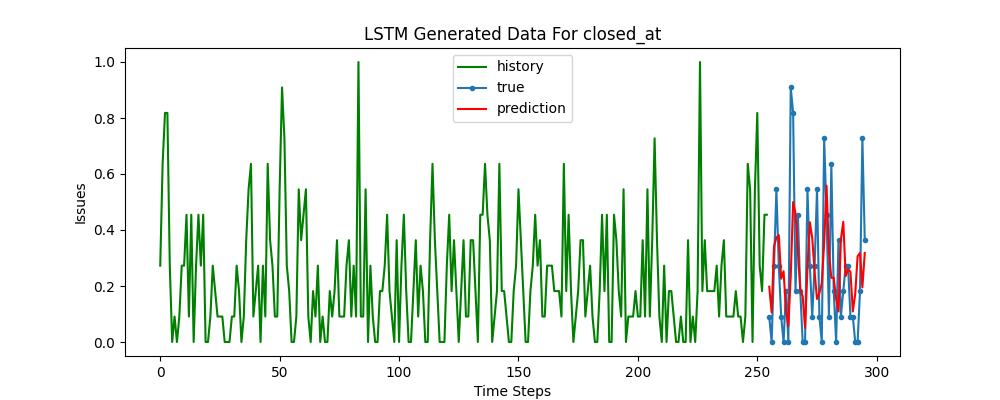 LSTM Generated Data For closed_at
history
true
prediction
Issues
1.0
0.8
0.6
0.4
0.2
0.0
0 50 100 150 200 250 300
Time Steps